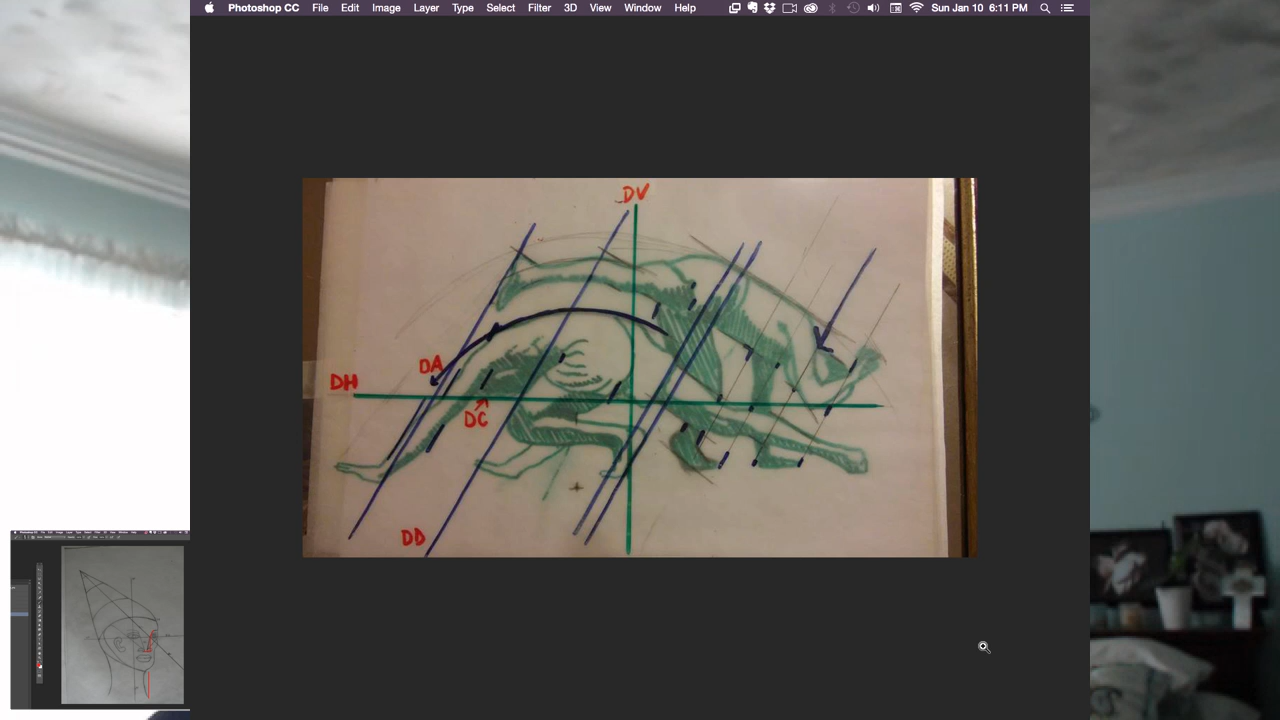 Photoshop CC File Edit Image Layer Type Select Filter 3D View Window Help Sun Jan 10 6:11 PM
DV
DA
DH
DC
DD